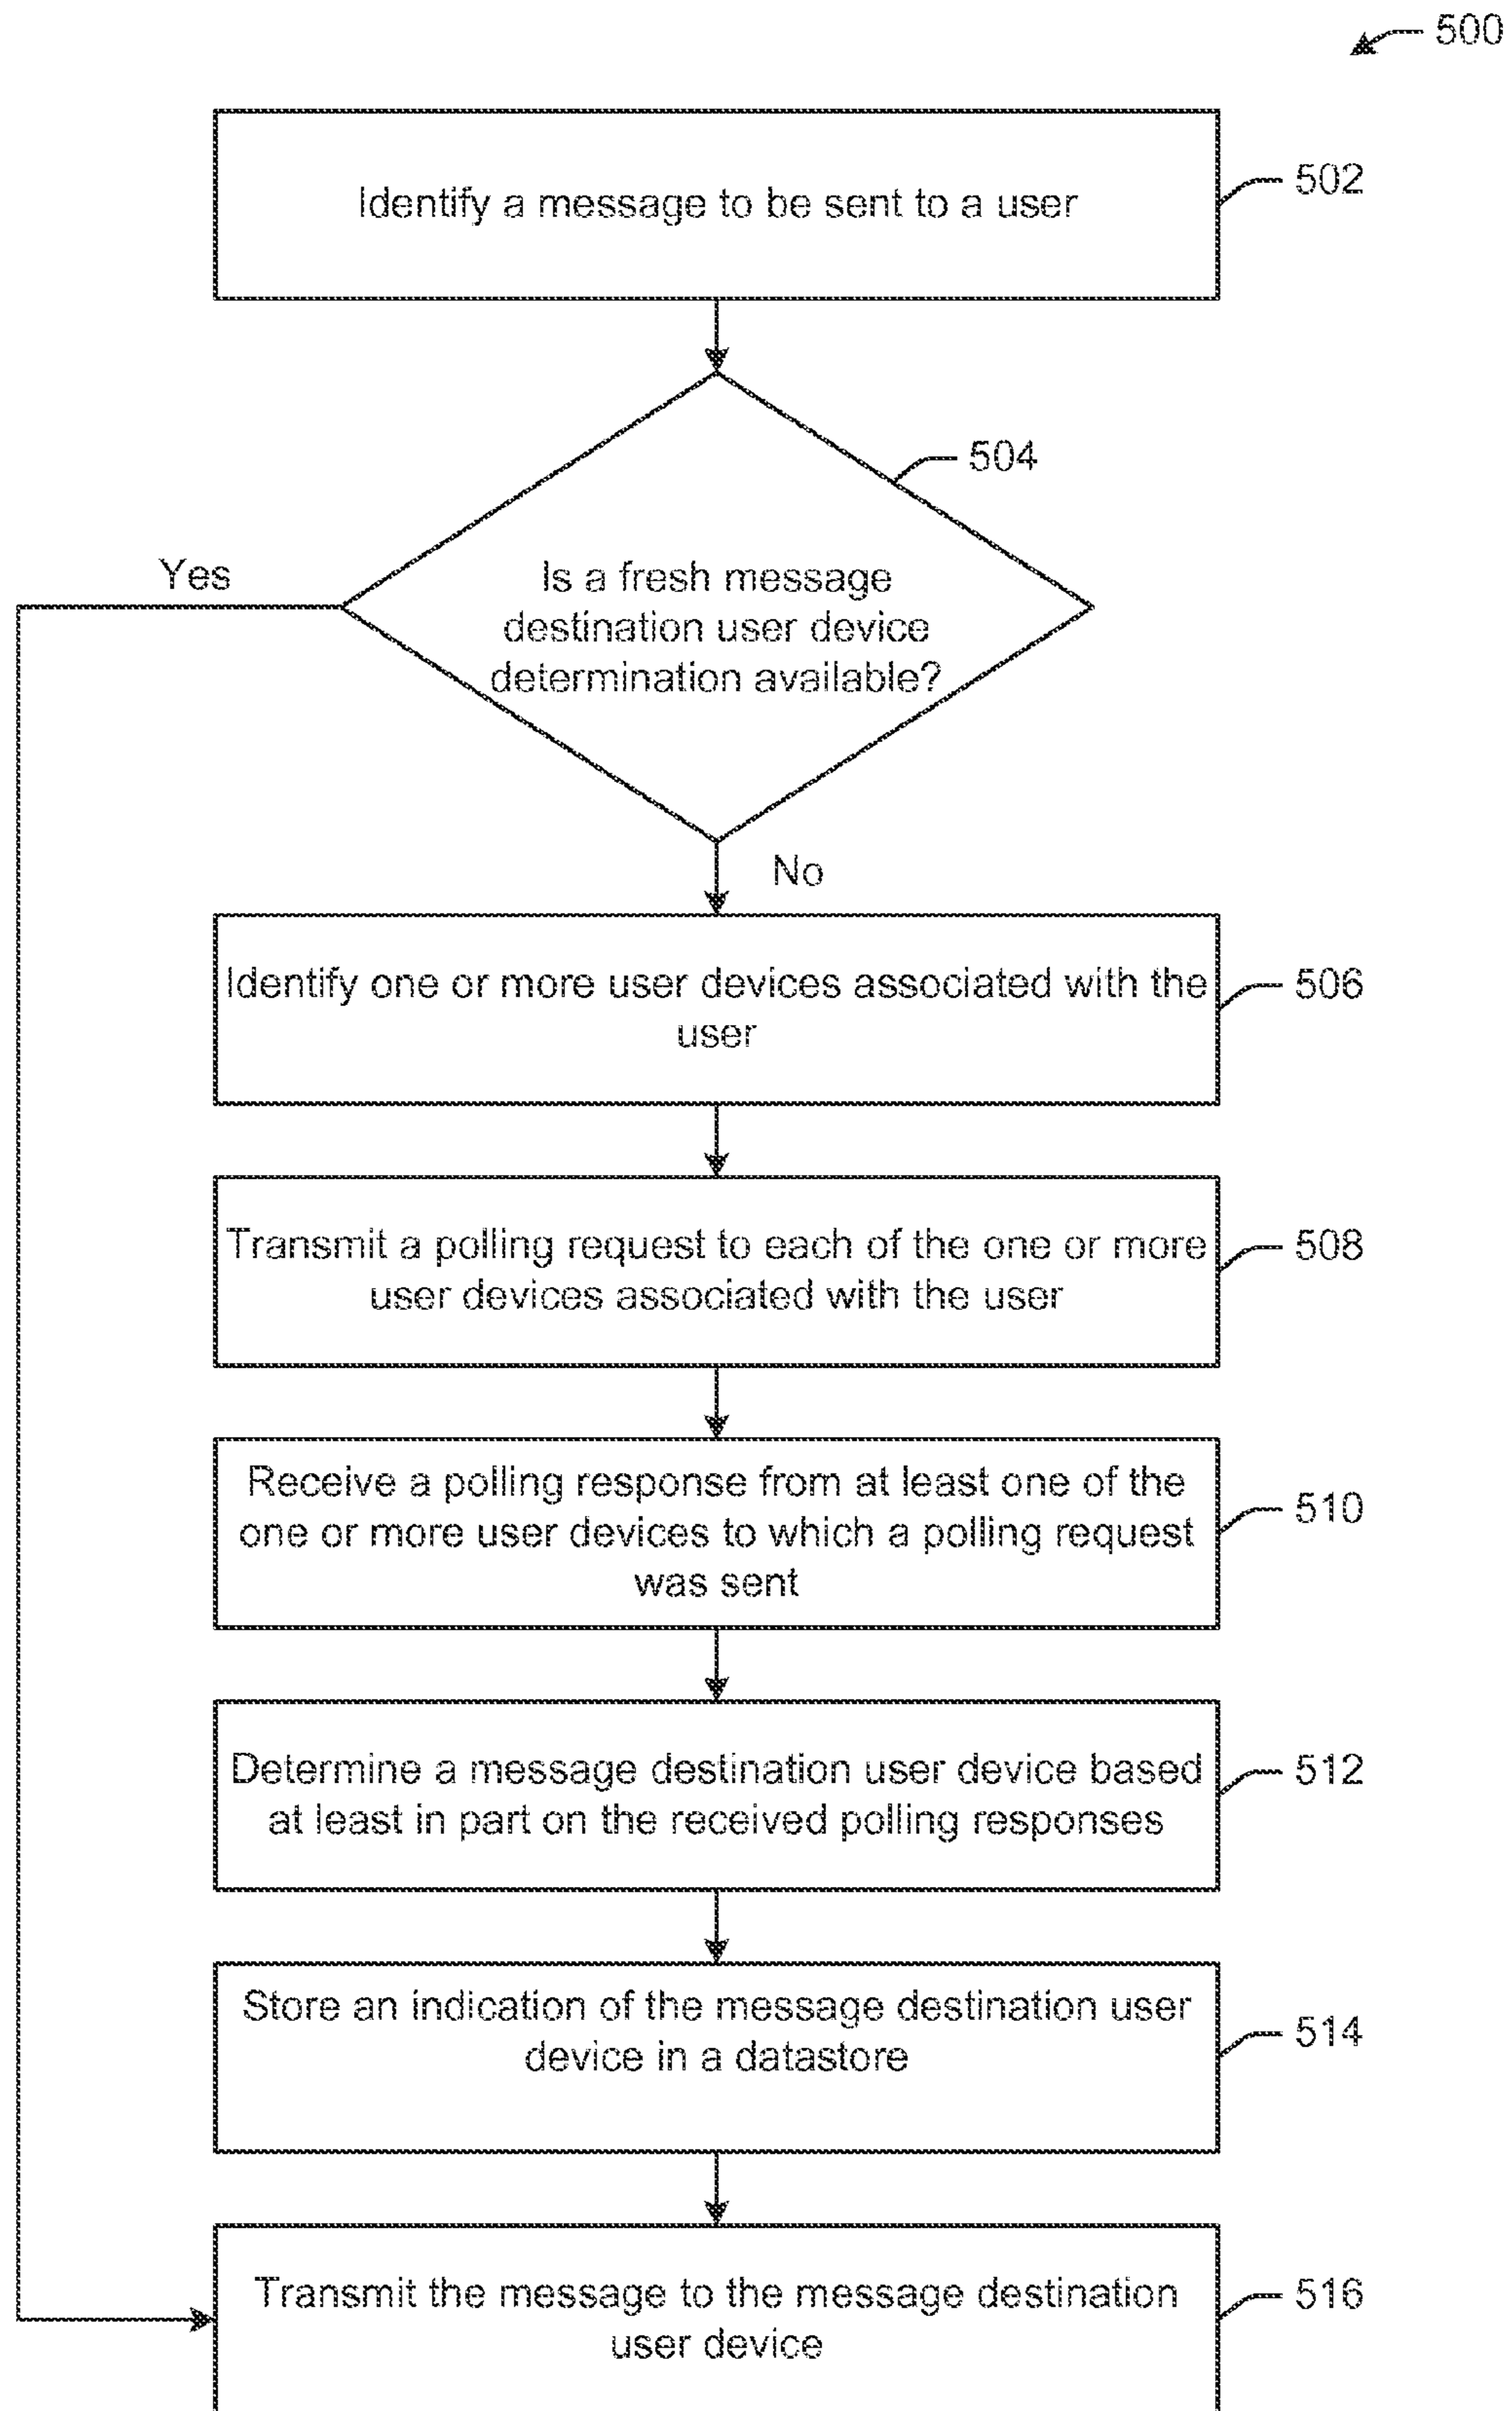 500
Identify a message to be sent to a user
502
504
Yes
Is a fresh message
destination user device
determination available?
No
Identify one or more user devices associated with the
user
506
Transmit a polling request to each of the one or more
user devices associated with the user
508
Receive a polling response from at least one of the
one or more user devices to which a polling request
was sent
510
Determine a message destination user device based
at least in part on the received polling responses
512
Store an indication of the message destination user
device in a datastore
514
Transmit the message to the message destination
user device
516